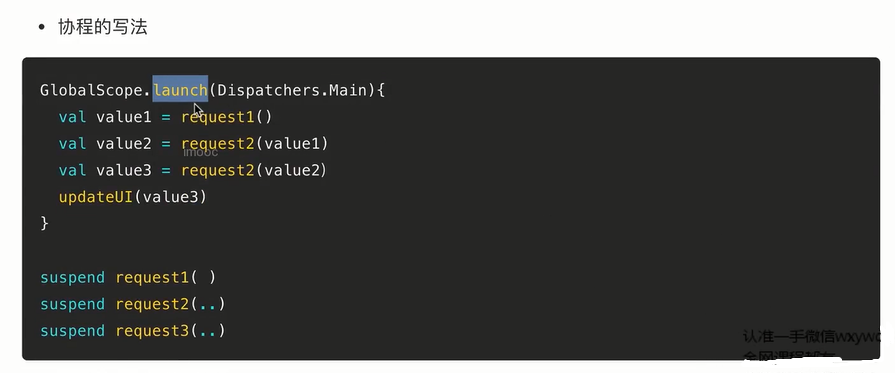 协程的写法
GlobalScope.launch(Dispatchers.Main){
val value1 = request1()
val value2 = request2(value1)
imooc
val value3 = request2(value2)
updateUI(value3)
}
suspend request1( )
suspend request2(..)
suspend request3(..)
认准一手微信wxywd